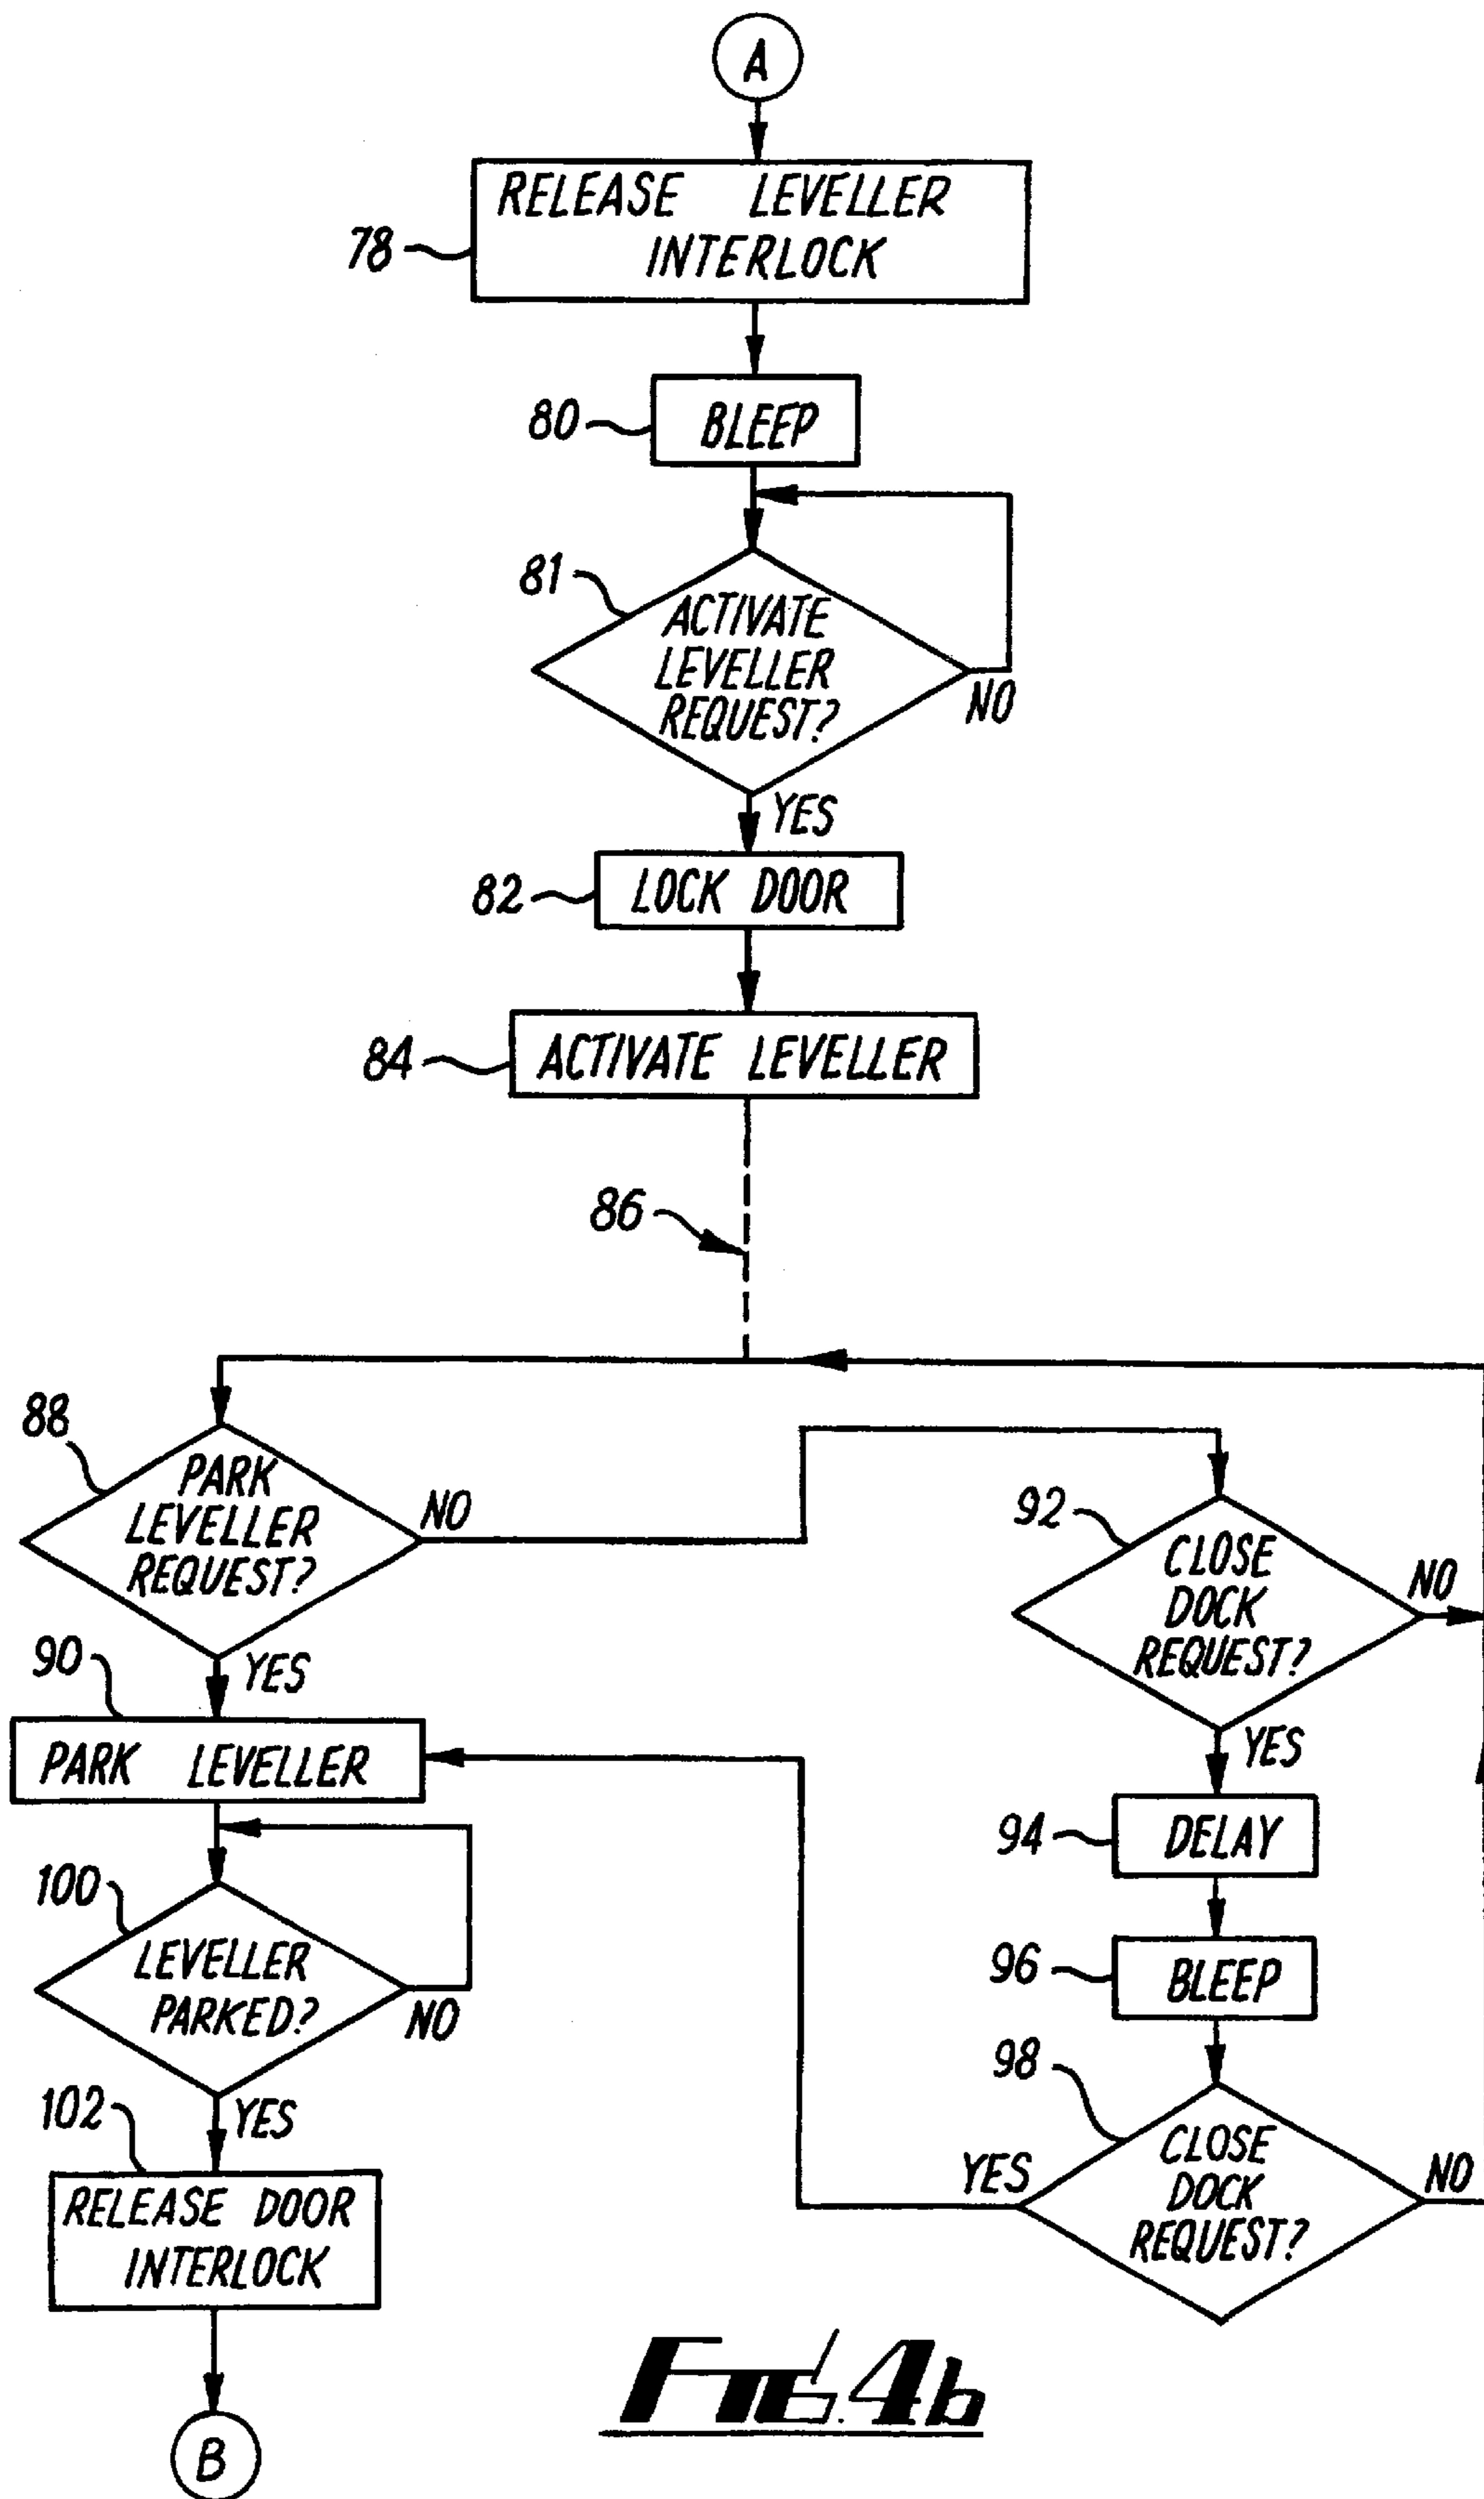 A
RELEASE LEVELLER
INTERLOCK
78
BLEEP
80
81
ACTIVATE
LEVELLER
REQUEST?
NO
YES
82
LOCK DOOR
84
ACTIVATE LEVELLER
86
88
PARK
LEVELLER
REQUEST?
NO
YES
90
PARK LEVELLER
100
LEVELLER
PARKED?
NO
YES
102
RELEASE DOOR
INTERLOCK
B
92
CLOSE
DOCK
REQUEST?
NO
YES
94
DELAY
96
BLEEP
98
CLOSE
DOCK
REQUEST?
YES
NO
FIG. 4b